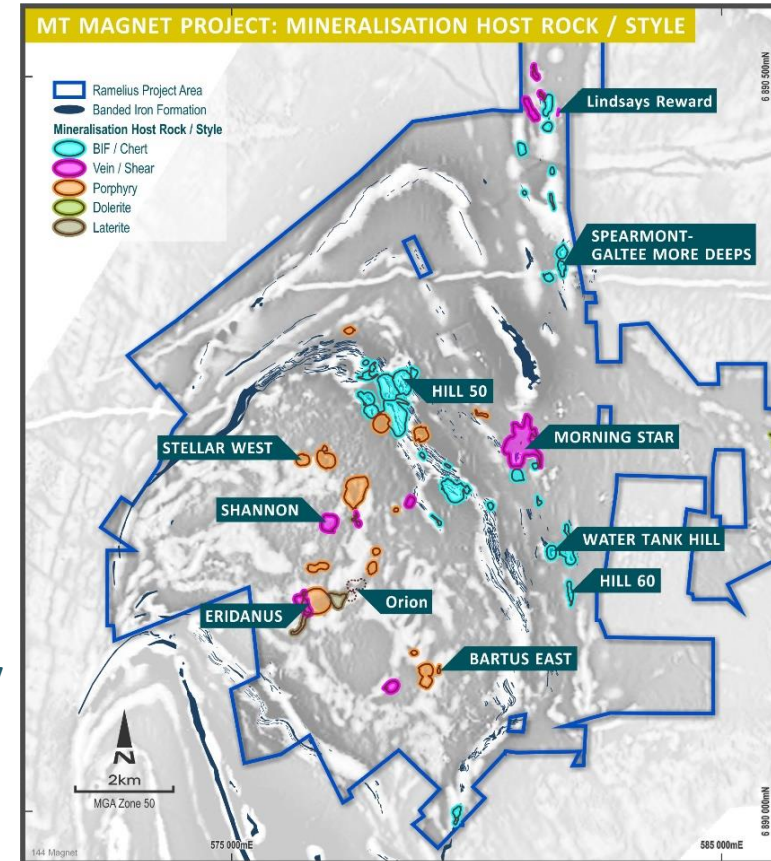 MT MAGNET PROJECT: MINERALISATION HOST ROCK / STYLE
Ramelius Project Area
Banded Iron Formation
Mineralisation Host Rock / Style
BIF / Chert
Vein / Shear
Porphyry
Dolerite
Laterite
6 890 500mN
Lindsays Reward
SPEARMONT-
GALTEE MORE DEEPS
HILL 50
STELLAR WEST
MORNING STAR
SHANNON
WATER TANK HILL
HILL 60
Orion
ERIDANUS
BARTUS EAST
N
2km
MGA Zone 50
6 890 000mN
144 Magnet
575 000mE
585 000mE